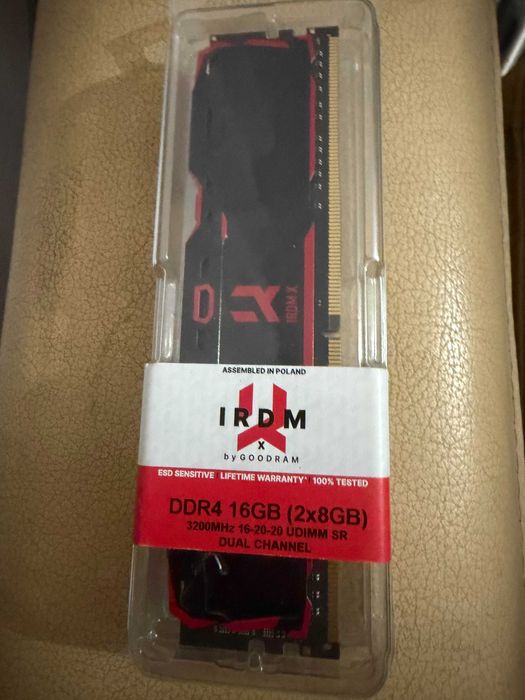 IRDM X
ASSEMBLED IN POLAND
IRDM
X
by GOODRAM
ESD SENSITIVE | LIFETIME WARRANTY* | 100% TESTED
DDR4 16GB (2x8GB)
3200MHz 16-20-20 UDIMM SR
DUAL CHANNEL